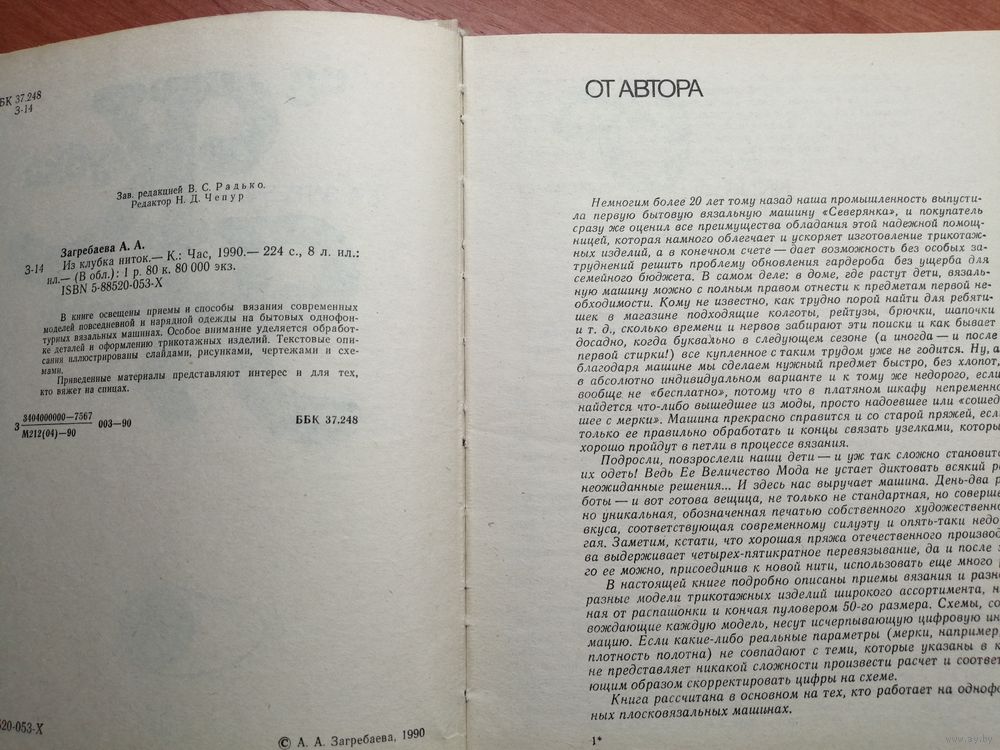 БК 37.248
З-14
Зав. редакцией В. С. Радько.
Редактор Н. Д. Чепур
Загребаева А. А.
З-14 Из клубка ниток.— К.: Час, 1990.— 224 с., 8 л. ил.:
ил.— (В обл.): 1 р. 80 к. 80 000 экз.
ISBN 5-88520-053-X
В книге освещены приемы и способы вязания современных
моделей повседневной и нарядной одежды на бытовых однофон-
турных вязальных машинах. Особое внимание уделяется обработ-
ке деталей и оформлению трикотажных изделий. Текстовые опи-
сания иллюстрированы слайдами, рисунками, чертежами и схе-
мами.
Приведенные материалы представляют интерес и для тех,
кто вяжет на спицах.
З 3404000000—7567
М212(04)—90 003—90
ББК 37.248
520-053-X
© А. А. Загребаева, 1990
ОТ АВТОРА
Немногим более 20 лет тому назад наша промышленность выпусти-
ла первую бытовую вязальную машину «Северянка», и покупатель
сразу же оценил все преимущества обладания этой надежной помощ-
ницей, которая намного облегчает и ускоряет изготовление трикотаж-
ных изделий, а в конечном счете — дает возможность без особых за-
труднений решить проблему обновления гардероба без ущерба для
семейного бюджета. В самом деле: в доме, где растут дети, вязаль-
ную машину можно с полным правом отнести к предметам первой не-
обходимости. Кому не известно, как трудно порой найти для ребяти-
шек в магазине подходящие колготы, рейтузы, брючки, шапочки
и т. д., сколько времени и нервов забирают эти поиски и как бывает
досадно, когда буквально в следующем сезоне (а иногда — и после
первой стирки!) все купленное с таким трудом уже не годится. Ну, а
благодаря машине мы сделаем нужный предмет быстро, без хлопот,
в абсолютно индивидуальном варианте и к тому же недорого, если
вообще не «бесплатно», потому что в платяном шкафу непременно
найдется что-либо вышедшее из моды, просто надоевшее или «сошед
шее с мерки». Машина прекрасно справится и со старой пряжей, если
только ее правильно обработать и концы связать узелками, которы
хорошо пройдут в петли в процессе вязания.
Подросли, повзрослели наши дети — и уж так сложно становитс
их одеть! Ведь Ее Величество Мода не устает диктовать всякий ра
неожиданные решения... И здесь нас выручает машина. День-два р
боты — и вот готова вещица, не только не стандартная, но соверше
но уникальная, обозначенная печатью собственного художественно
вкуса, соответствующая современному силуэту и опять-таки недо
гая. Заметим, кстати, что хорошая пряжа отечественного производ
ва выдерживает четырех-пятикратное перевязывание, да и после
го ее можно, присоединив к новой нити, использовать еще много р
В настоящей книге подробно описаны приемы вязания и разно
разные модели трикотажных изделий широкого ассортимента, н
ная от распашонки и кончая пуловером 50-го размера. Схемы, со
вождающие каждую модель, несут исчерпывающую цифровую ин
мацию. Если какие-либо реальные параметры (мерки, например
плотность полотна) не совпадают с теми, которые указаны в к
не представляет никакой сложности произвести расчет и соотве
ющим образом скорректировать цифры на схеме.
Книга рассчитана в основном на тех, кто работает на однофо
ных плосковязальных машинах.
1*
www.ay.by